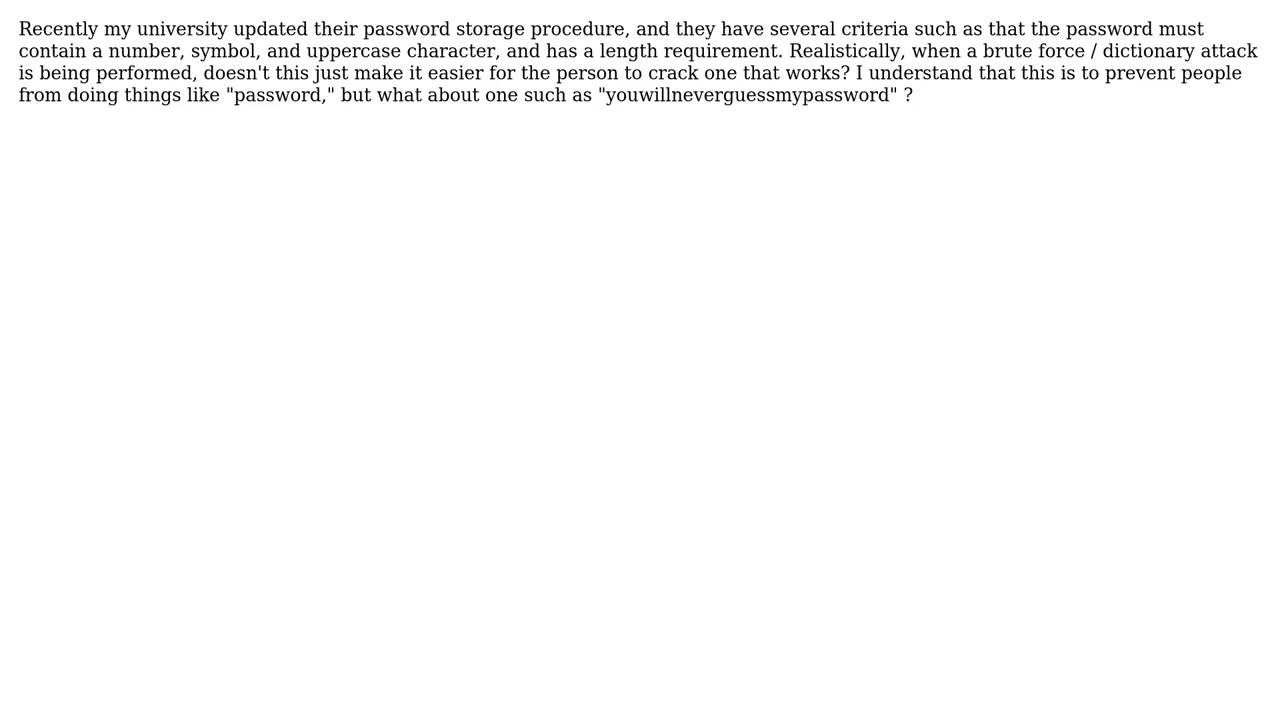 Recently my university updated their password storage procedure, and they have several criteria such as that the password must
contain a number, symbol, and uppercase character, and has a length requirement. Realistically, when a brute force / dictionary attack
is being performed, doesn't this just make it easier for the person to crack one that works? I understand that this is to prevent people
from doing things like "password," but what about one such as "youwillneverguessmypassword" ?